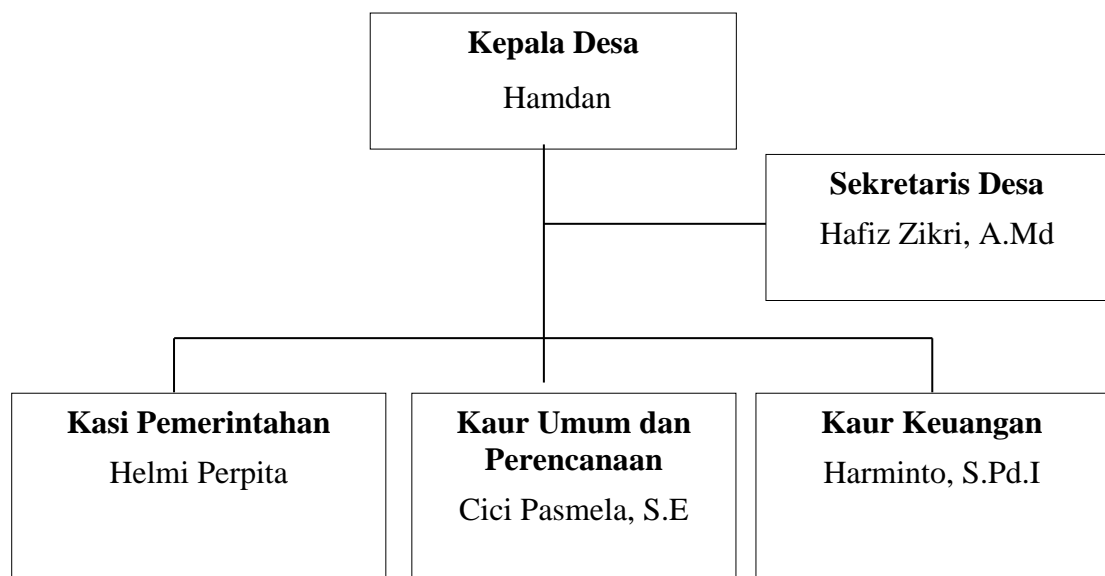 Kepala Desa
Hamdan
Sekretaris Desa
Hafiz Zikri, A.Md
Kasi Pemerintahan
Helmi Perpita
Kaur Umum dan
Perencanaan
Cici Pasmela, S.E
Kaur Keuangan
Harminto, S.Pd.I